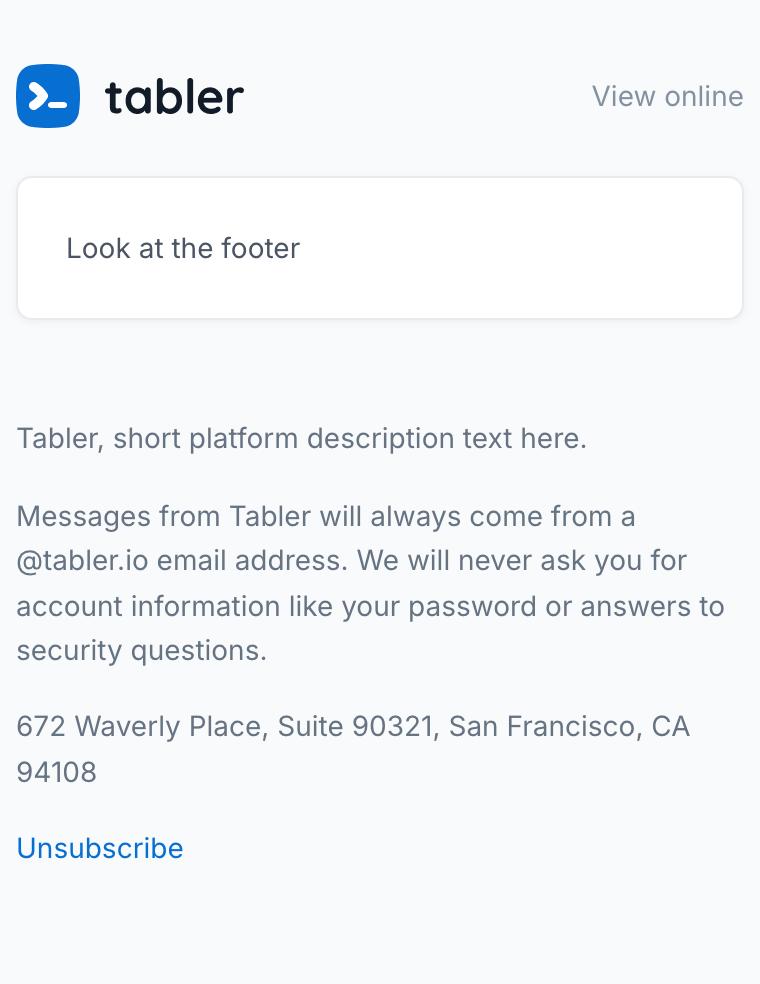 tabler
View online
Look at the footer
Tabler, short platform description text here.
Messages from Tabler will always come from a
@tabler.io email address. We will never ask you for
account information like your password or answers to
security questions.
672 Waverly Place, Suite 90321, San Francisco, CA
94108
Unsubscribe